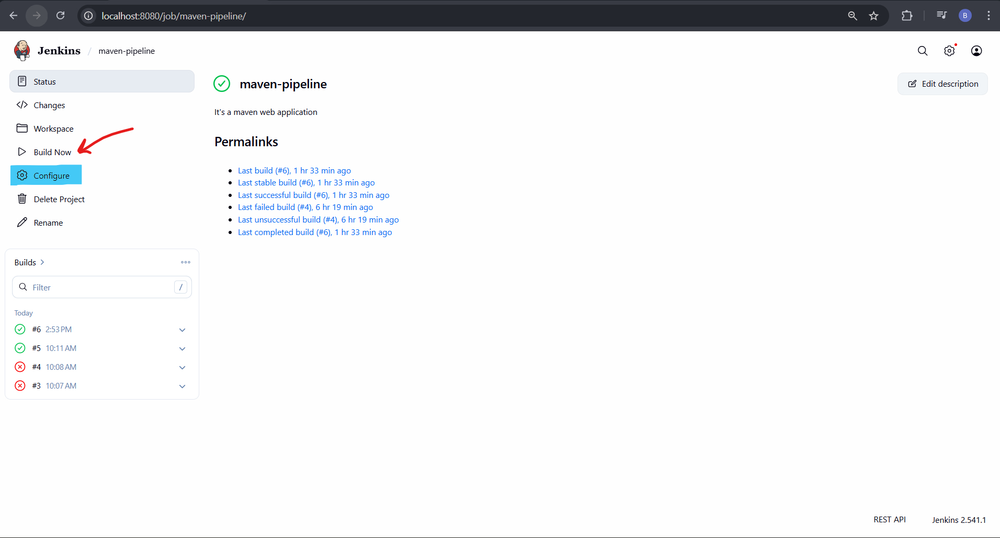 localhost:8080/job/maven-pipeline/
B
Jenkins / maven-pipeline
Status
Changes
Workspace
Build Now
Configure
Delete Project
Rename
Builds
Filter
/
Today
#6 2:53 PM
#5 10:11 AM
#4 10:08 AM
#3 10:07 AM
maven-pipeline
Edit description
It's a maven web application
Permalinks
Last build (#6), 1 hr 33 min ago
Last stable build (#6), 1 hr 33 min ago
Last successful build (#6), 1 hr 33 min ago
Last failed build (#4), 6 hr 19 min ago
Last unsuccessful build (#4), 6 hr 19 min ago
Last completed build (#6), 1 hr 33 min ago
REST API
Jenkins 2.541.1